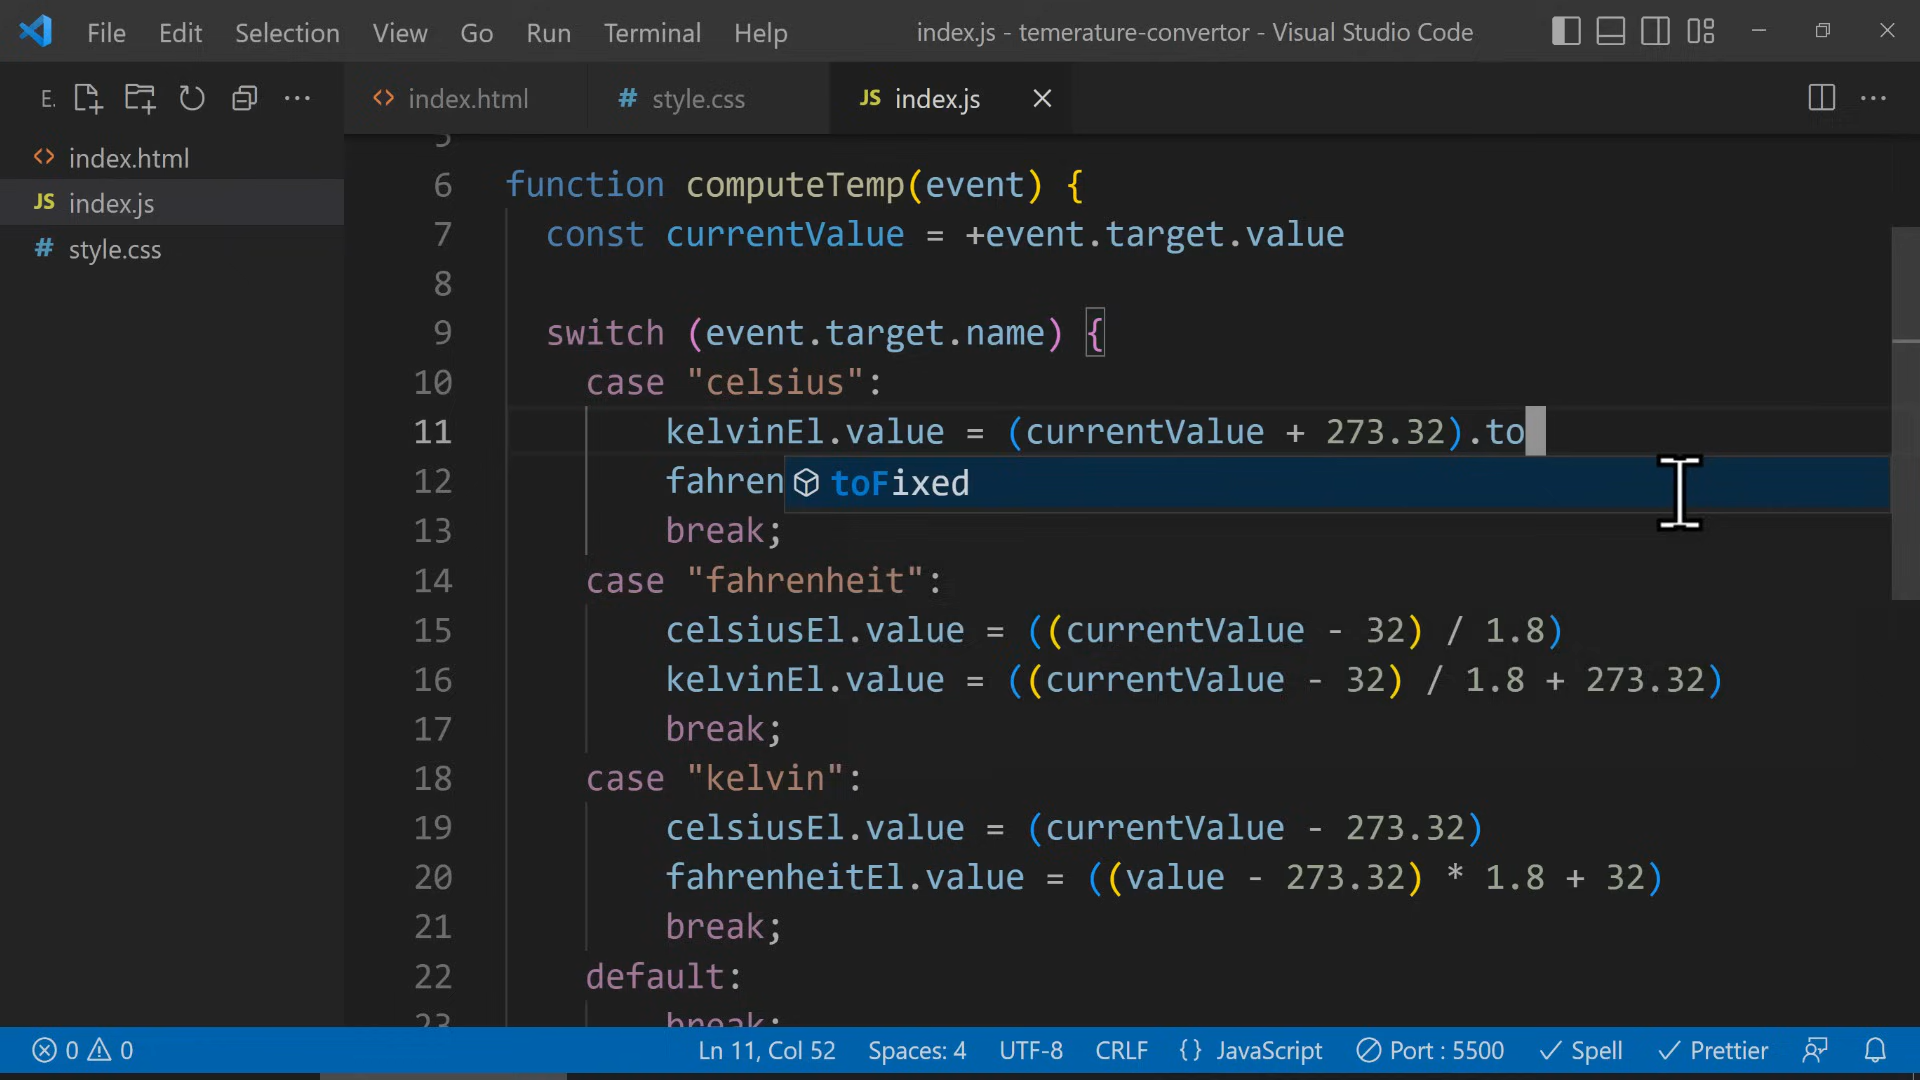 File Edit Selection View Go Run Terminal Help index.js - temerature-convertor - Visual Studio Code
E. index.html style.css JS index.js
index.html
JS index.js
style.css
5
6 function computeTemp(event) {
7 const currentValue = +event.target.value
8
9 switch (event.target.name) {
10 case "celsius":
11 kelvinEl.value = (currentValue + 273.32).to
12 fahren toFixed
13 break;
14 case "fahrenheit":
15 celsiusEl.value = ((currentValue - 32) / 1.8)
16 kelvinEl.value = ((currentValue - 32) / 1.8 + 273.32)
17 break;
18 case "kelvin":
19 celsiusEl.value = (currentValue - 273.32)
20 fahrenheitEl.value = ((value - 273.32) * 1.8 + 32)
21 break;
22 default:
23 break;
0 0 Ln 11, Col 52 Spaces: 4 UTF-8 CRLF {} JavaScript Port : 5500 Spell Prettier